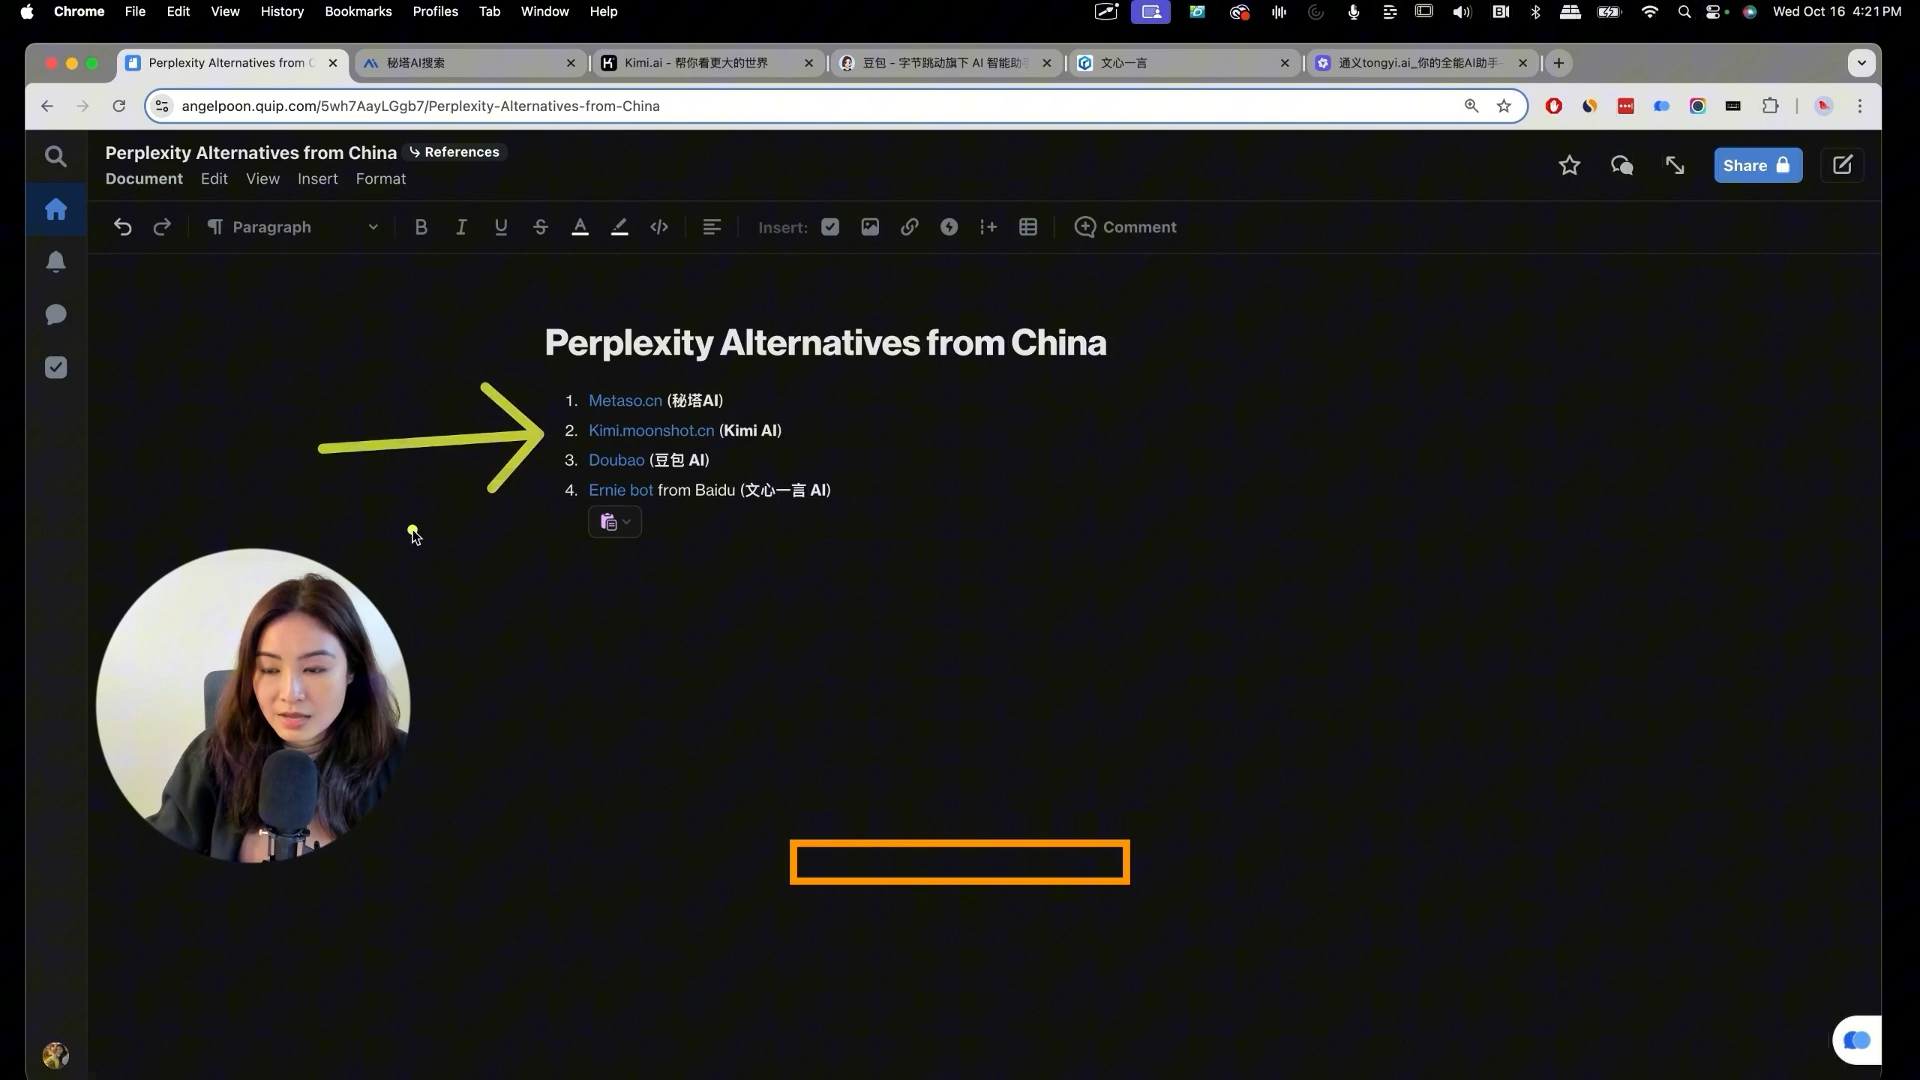 Chrome File Edit View History Bookmarks Profiles Tab Window Help
Wed Oct 16 4:21 PM
Perplexity Alternatives from
秘塔AI搜索
Kimi.ai - 帮你看更大的世界
豆包 - 字节跳动旗下 AI 智能助手
文心一言
通义tongyi.ai_你的全能AI助手-
angelpoon.quip.com/5wh7AayLGgb7/Perplexity-Alternatives-from-China
Perplexity Alternatives from China
References
Document Edit View Insert Format
Share
Paragraph
Insert:
Comment
Perplexity Alternatives from China
1. Metaso.cn (秘塔AI)
2. Kimi.moonshot.cn (Kimi AI)
3. Doubao (豆包 AI)
4. Ernie bot from Baidu (文心一言 AI)